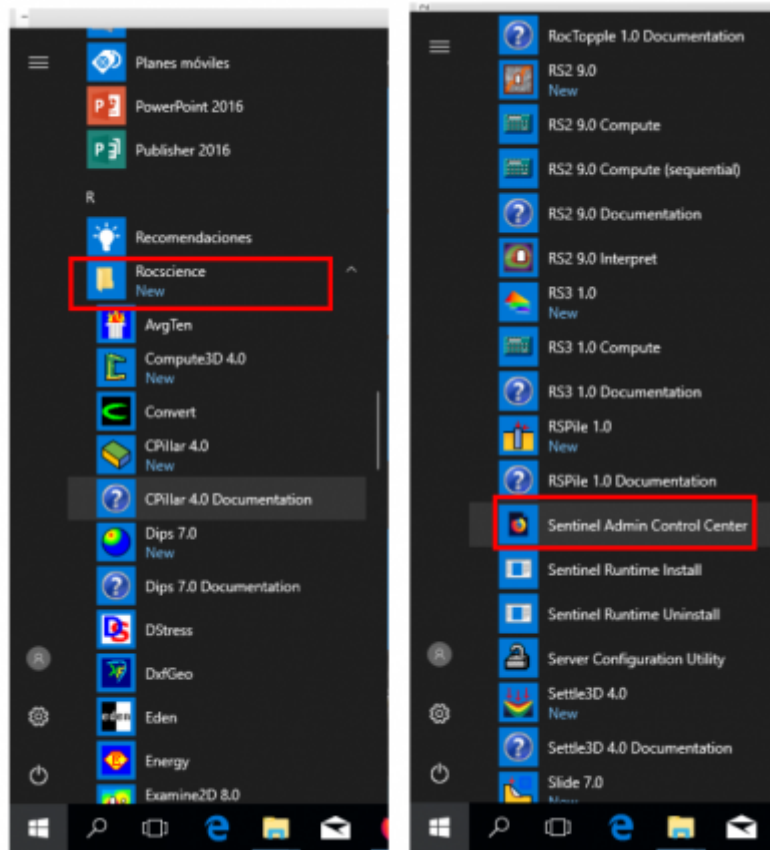 Planes móviles
PowerPoint 2016
Publisher 2016
R
Recomendaciones
Rocscience
New
AvgTen
Compute3D 4.0
New
Convert
CPillar 4.0
New
CPillar 4.0 Documentation
Dips 7.0
New
Dips 7.0 Documentation
DStress
DxfGeo
Eden
Energy
Examine2D 8.0
RocTopple 1.0 Documentation
RS2 9.0
New
RS2 9.0 Compute
RS2 9.0 Compute (sequential)
RS2 9.0 Documentation
RS2 9.0 Interpret
RS3 1.0
New
RS3 1.0 Compute
RS3 1.0 Documentation
RSPile 1.0
New
RSPile 1.0 Documentation
Sentinel Admin Control Center
Sentinel Runtime Install
Sentinel Runtime Uninstall
Server Configuration Utility
Settle3D 4.0
New
Settle3D 4.0 Documentation
Slide 7.0
New